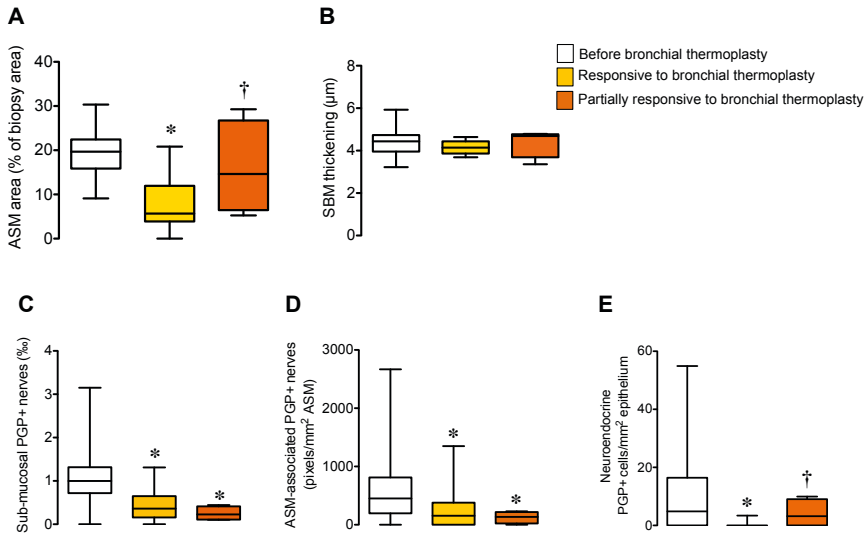 A
ASM area (% of biopsy area)
40
30
20
10
0
*
†
B
SBM thickening (µm)
8
6
4
2
0
Before bronchial thermoplasty
Responsive to bronchial thermoplasty
Partially responsive to bronchial thermoplasty
C
Sub-mucosal PGP+ nerves (‰)
4
3
2
1
0
*
*
D
ASM-associated PGP+ nerves
(pixels/mm² ASM)
3000
2000
1000
0
*
*
E
Neuroendocrine
PGP+ cells/mm² epithelium
60
40
20
0
*
†